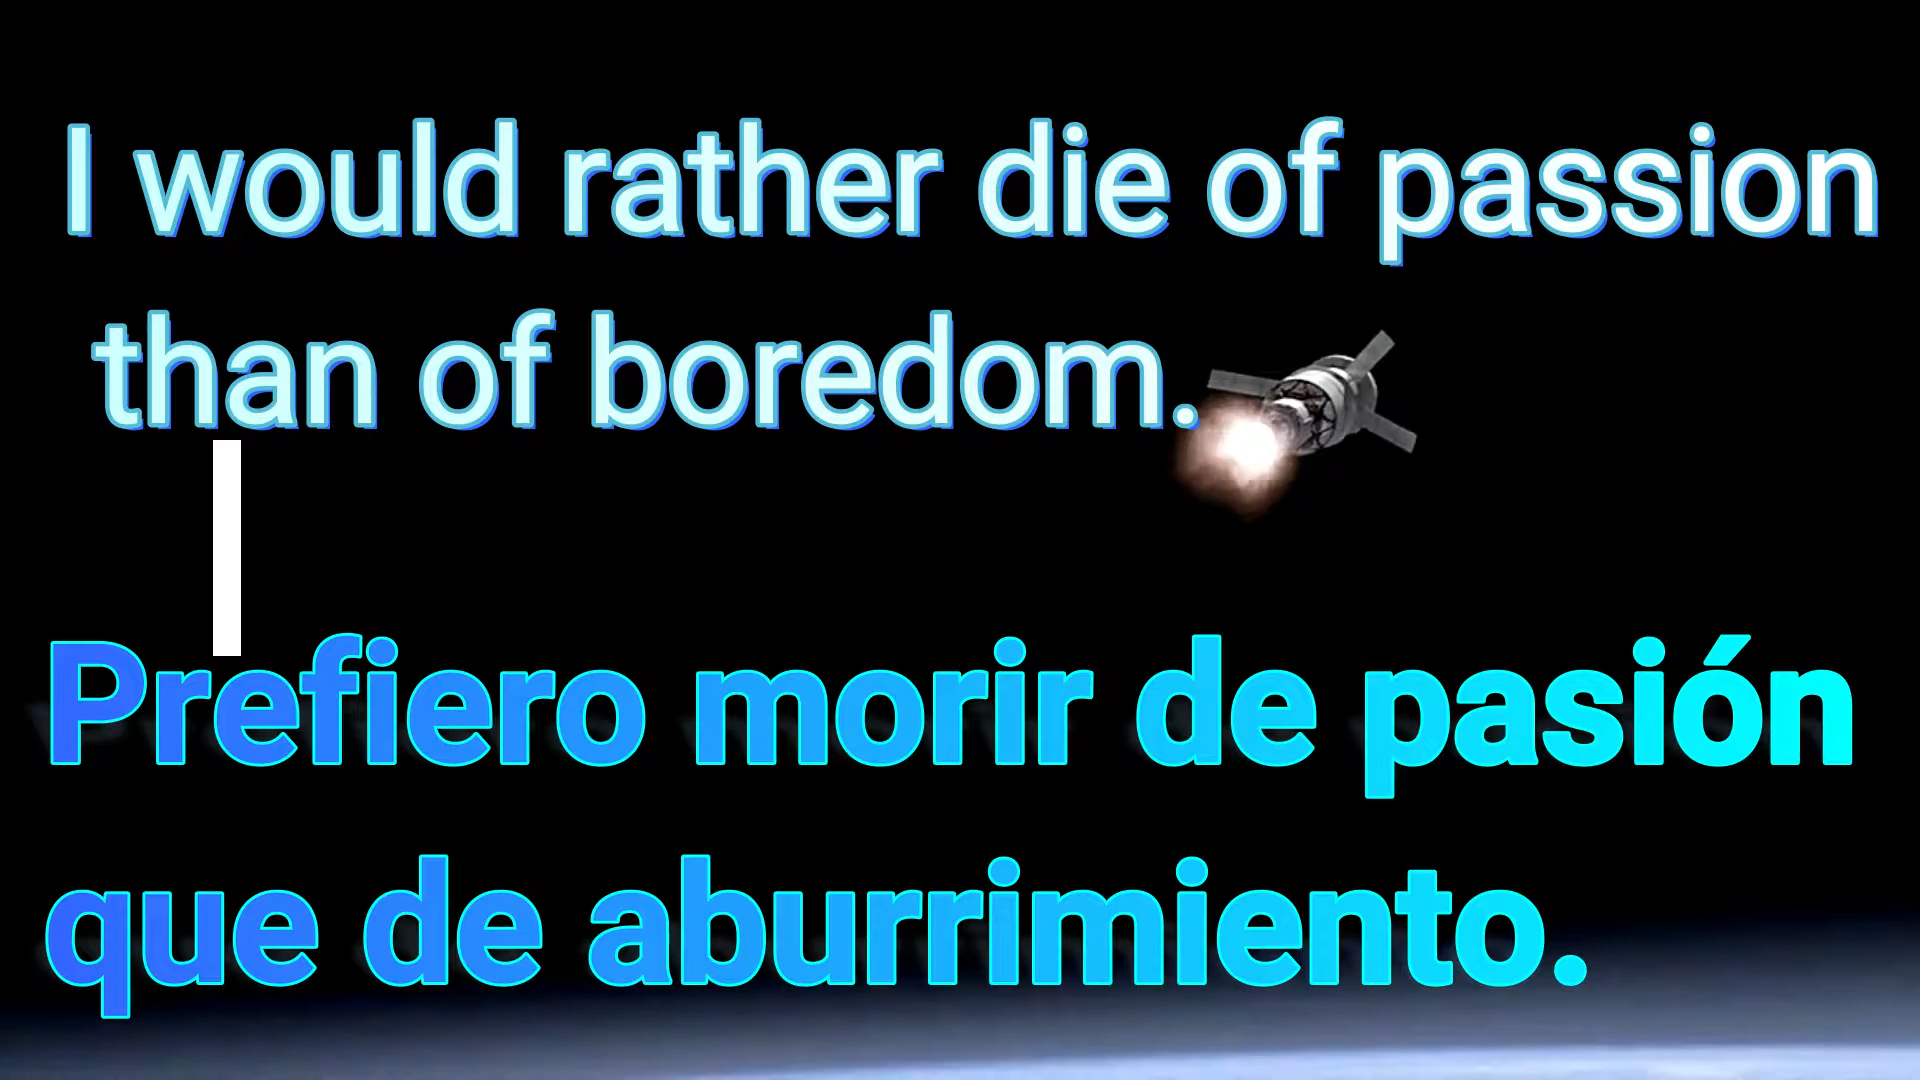 I would rather die of passion
than of boredom.
Prefiero morir de pasión
que de aburrimiento.